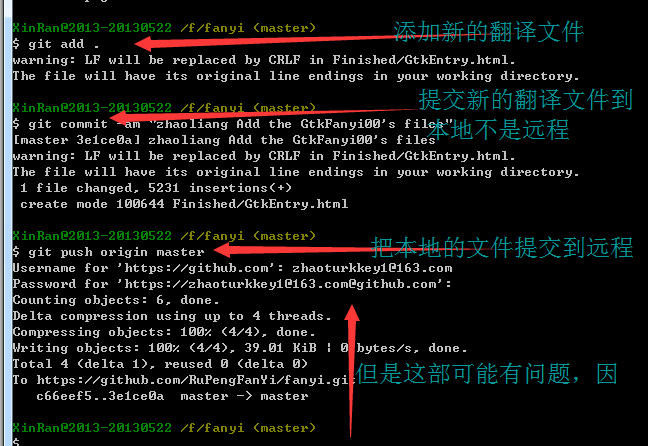 XinRan@2013-20130522 /f/fanyi (master)
添加新的翻译文件
$ git add .
warning: LF will be replaced by CRLF in Finished/GtkEntry.html.
The file will have its original line endings in your working directory.
XinRan@2013-20130522 /f/fanyi (master)
提交新的翻译文件到
本地不是远程
$ git commit -am "zhaoliang Add the GtkFanyi00's files"
[master 3e1ce0a] zhaoliang Add the GtkFanyi00's files
warning: LF will be replaced by CRLF in Finished/GtkEntry.html.
The file will have its original line endings in your working directory.
1 file changed, 5231 insertions(+)
create mode 100644 Finished/GtkEntry.html
XinRan@2013-20130522 /f/fanyi (master)
$ git push origin master
把本地的文件提交到远程
Username for 'https://github.com': zhaoturkkey1@163.com
Password for 'https://zhaoturkkey1@163.com@github.com':
Counting objects: 6, done.
Delta compression using up to 4 threads.
Compressing objects: 100% (4/4), done.
Writing objects: 100% (4/4), 39.01 KiB | 0 bytes/s, done.
Total 4 (delta 1), reused 0 (delta 0)
To https://github.com/RuPengFanYi/fanyi.git
但是这部可能有问题，因
c66eef5..3e1ce0a master -> master
XinRan@2013-20130522 /f/fanyi (master)
$